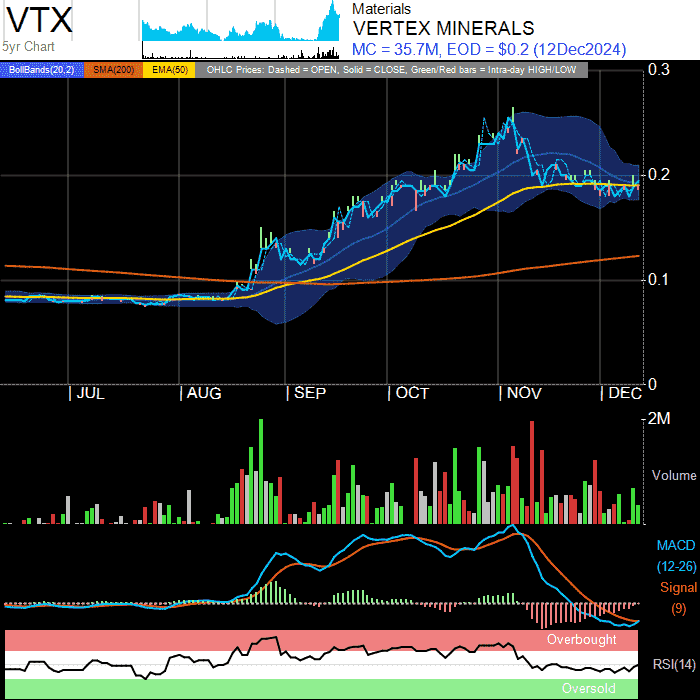 VTX
5yr Chart
Materials
VERTEX MINERALS
MC = 35.7M, EOD = $0.2 (12Dec2024)
BollBands(20,2) SMA(200) EMA(50) OHLC Prices: Dashed = OPEN, Solid = CLOSE, Green/Red bars = Intra-day HIGH/LOW
0.3
0.2
0.1
0
| JUL | AUG | SEP | OCT | NOV | DEC
2M
Volume
MACD
(12-26)
Signal
(9)
Overbought
RSI(14)
Oversold